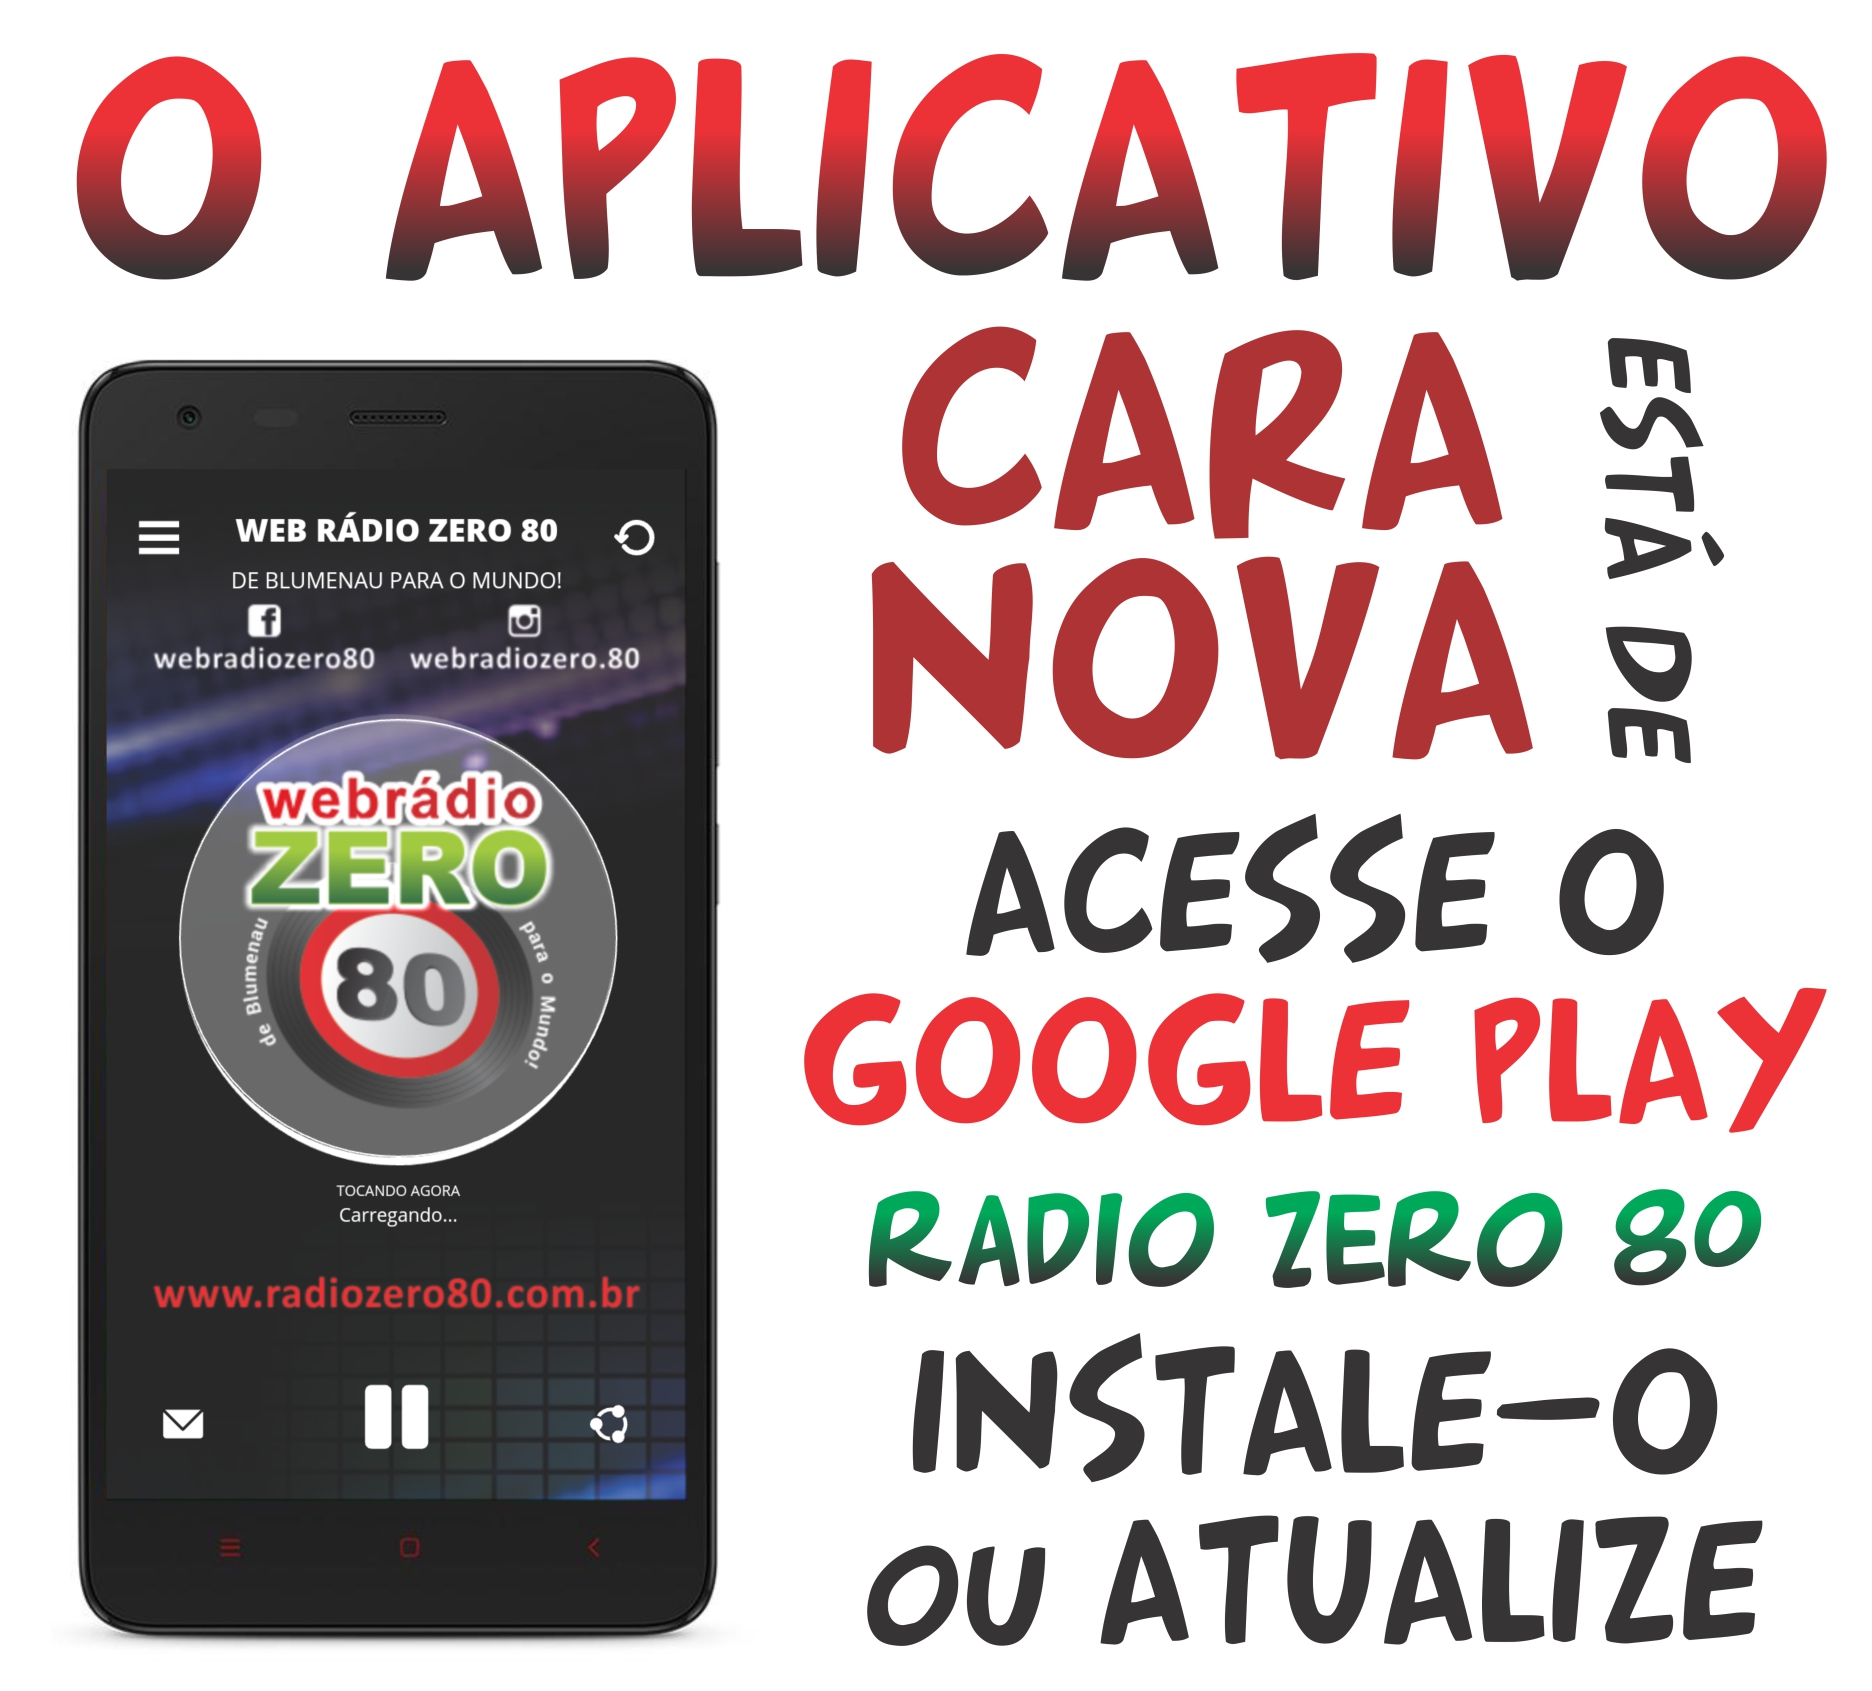 O APLICATIVO
ESTÁ DE
CARA
NOVA
ACESSE O
GOOGLE PLAY
RADIO ZERO 80
INSTALE-O
OU ATUALIZE
WEB RÁDIO ZERO 80
DE BLUMENAU PARA O MUNDO!
webradiozero80 webradiozero.80
webrádio
ZERO
80
de Blumenau para o Mundo!
TOCANDO AGORA
Carregando...
www.radiozero80.com.br